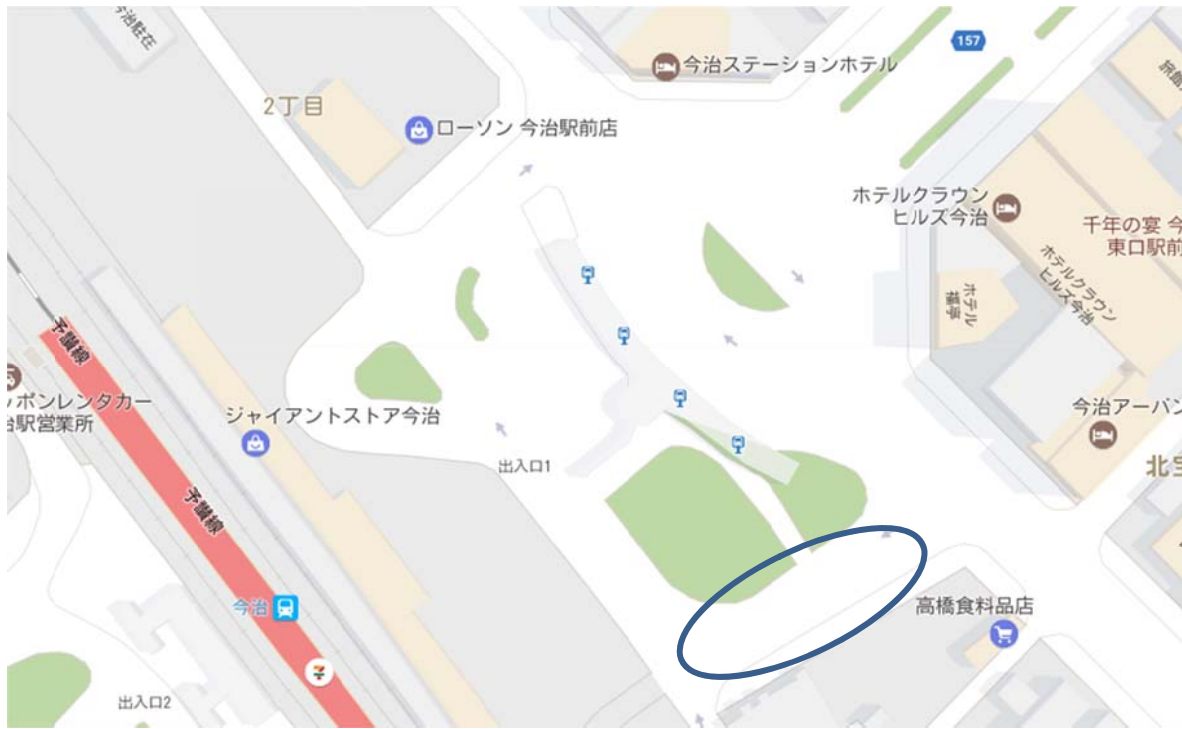 今治駐在
157
今治ステーションホテル
2丁目
ローソン 今治駅前店
ホテルクラウン
ヒルズ今治
千年の宴 今
東口駅前
ホテルクラウン
ヒルズ今治
ホテル
福亭
予讃線
ッポンレンタカー
治駅営業所
ジャイアントストア今治
今治アーバン
出入口1
北宝
予讃線
今治
高橋食料品店
出入口2